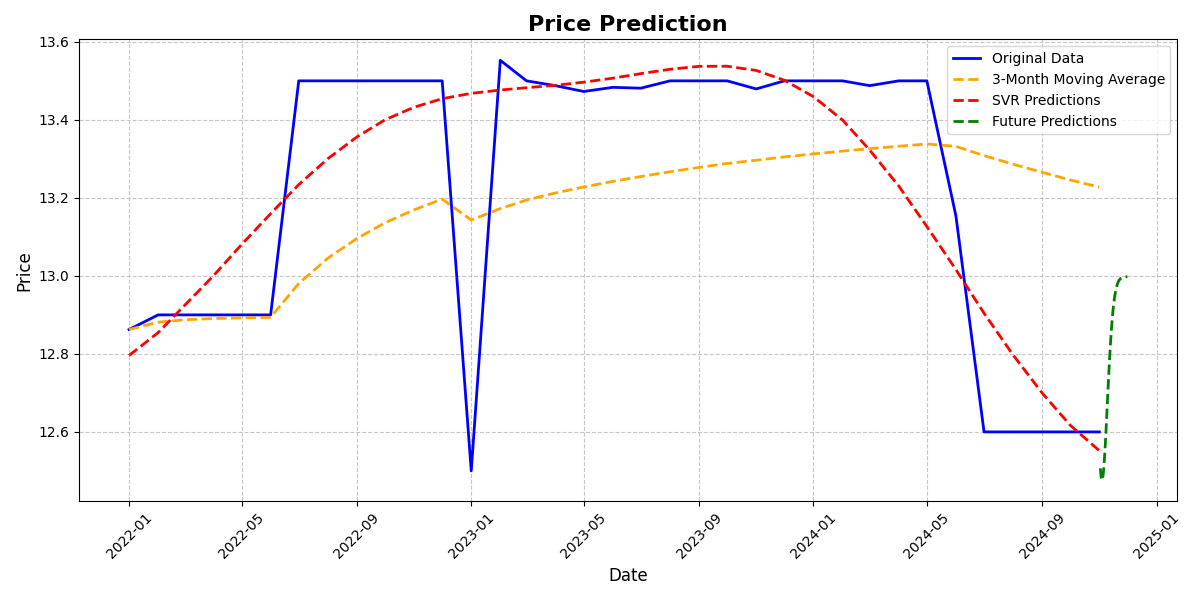 Price Prediction
Original Data
3-Month Moving Average
SVR Predictions
Future Predictions
Price
13.6
13.4
13.2
13.0
12.8
12.6
2022-01
2022-05
2022-09
2023-01
2023-05
2023-09
2024-01
2024-05
2024-09
2025-01
Date